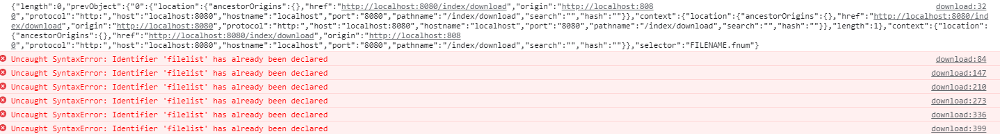 {"length":0,"prevObject":{"0":{"location":{"ancestorOrigins":{},"href":"http://localhost:8080/index/download","origin":"http://localhost:808 download:32
0","protocol":"http:","host":"localhost:8080","hostname":"localhost","port":"8080","pathname":"/index/download","search":"","hash":""}},"context":{"location":{"ancestorOrigins":{},"href":"http://localhost:8080/ind
ex/download","origin":"http://localhost:8080","protocol":"http:","host":"localhost:8080","hostname":"localhost","port":"8080","pathname":"/index/download","search":"","hash":""}},"length":1},"context":{"location":
{"ancestorOrigins":{},"href":"http://localhost:8080/index/download","origin":"http://localhost:808
0","protocol":"http:","host":"localhost:8080","hostname":"localhost","port":"8080","pathname":"/index/download","search":"","hash":""}},"selector":"FILENAME.fnum"}
Uncaught SyntaxError: Identifier 'filelist' has already been declared download:84
Uncaught SyntaxError: Identifier 'filelist' has already been declared download:147
Uncaught SyntaxError: Identifier 'filelist' has already been declared download:210
Uncaught SyntaxError: Identifier 'filelist' has already been declared download:273
Uncaught SyntaxError: Identifier 'filelist' has already been declared download:336
Uncaught SyntaxError: Identifier 'filelist' has already been declared download:399